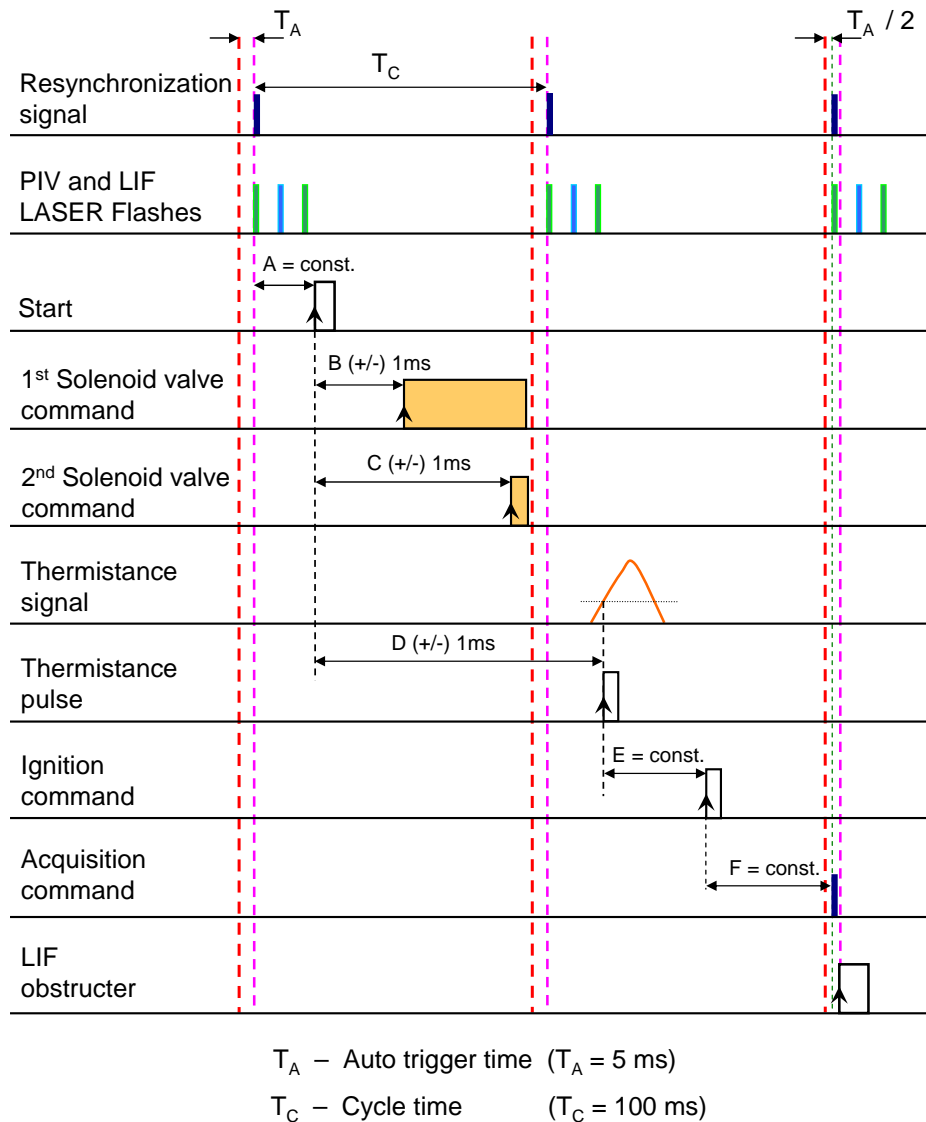 T_A
T_A / 2
T_C
Resynchronization
signal
PIV and LIF
LASER Flashes
A = const.
Start
B (+/-) 1ms
1st Solenoid valve
command
C (+/-) 1ms
2nd Solenoid valve
command
Thermistance
signal
D (+/-) 1ms
Thermistance
pulse
E = const.
Ignition
command
Acquisition
command
F = const.
LIF
obstructer
T_A – Auto trigger time (T_A = 5 ms)
T_C – Cycle time (T_C = 100 ms)